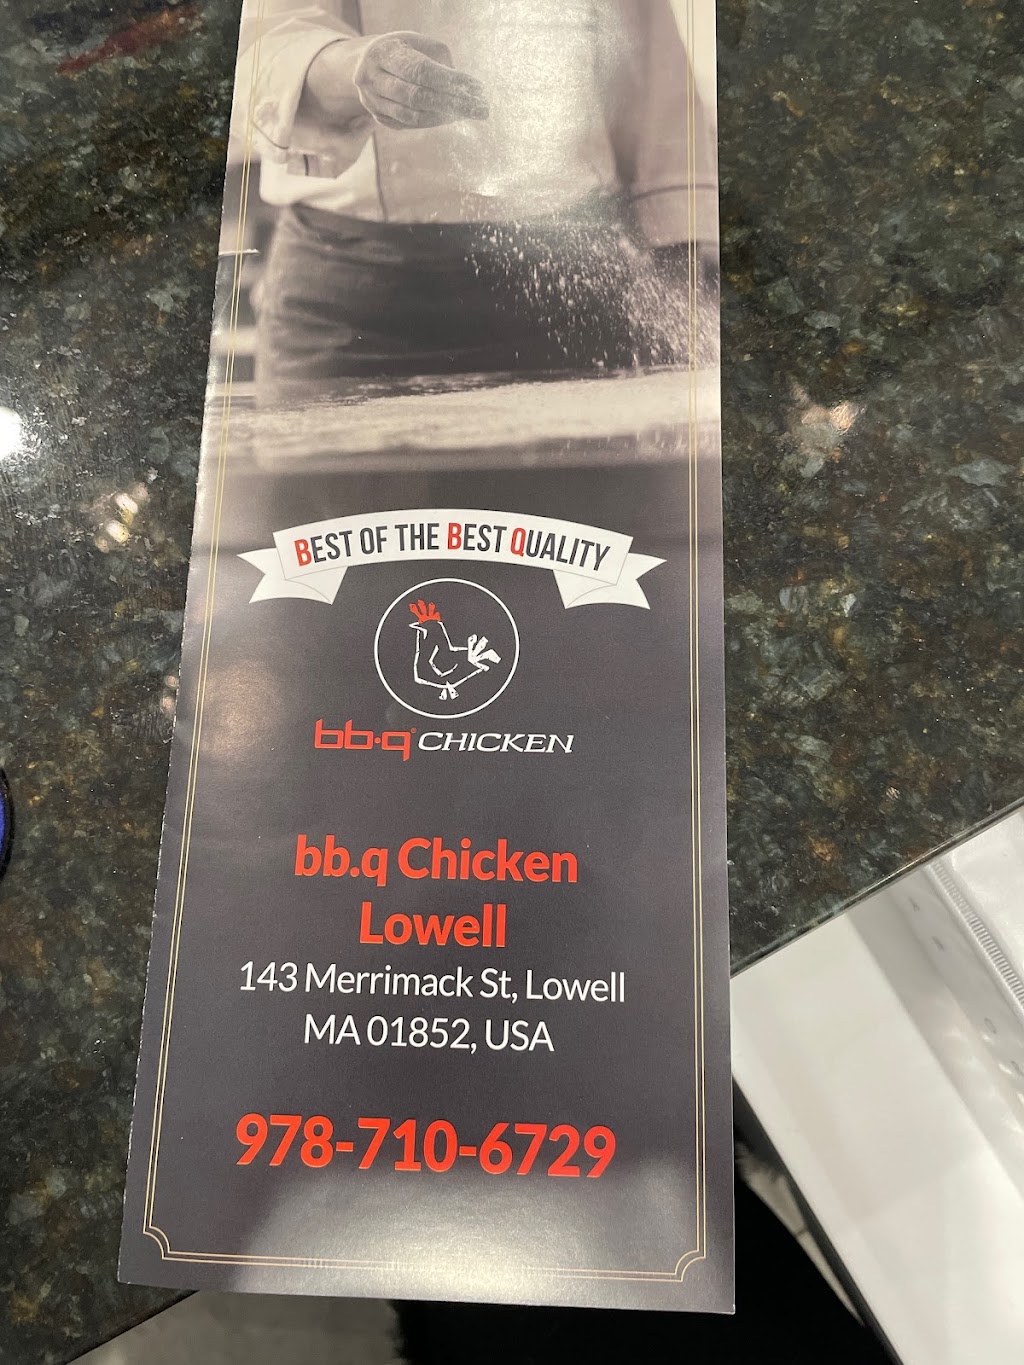 BEST OF THE BEST QUALITY
bb.q CHICKEN
bb.q Chicken
Lowell
143 Merrimack St, Lowell
MA 01852, USA
978-710-6729